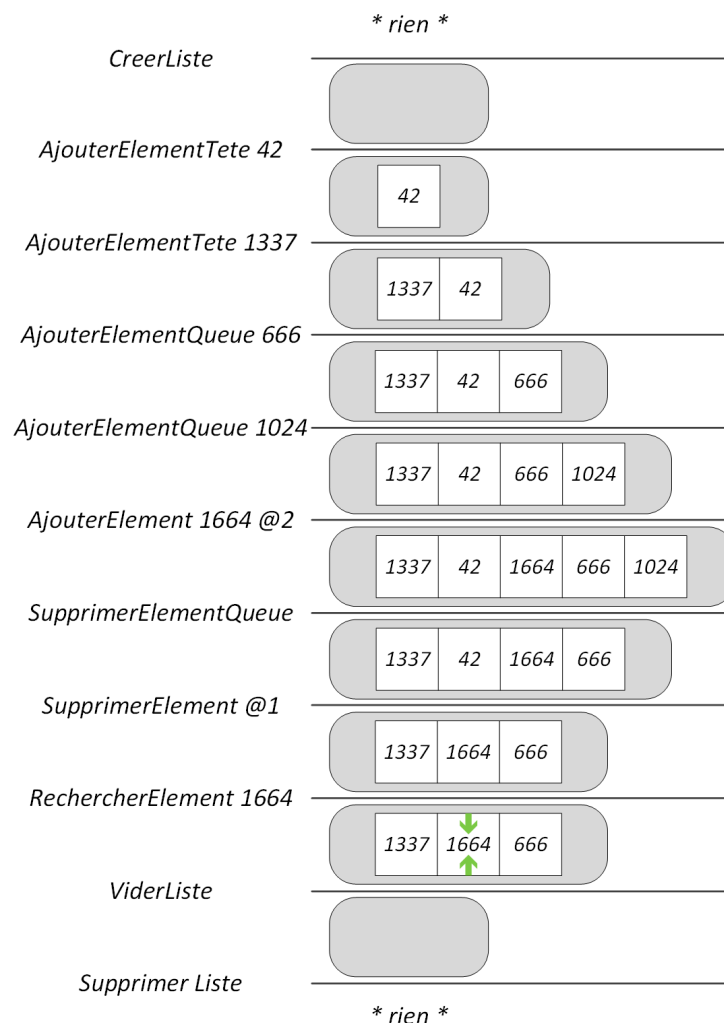 * rien *
CreerListe
AjouterElementTete 42
42
AjouterElementTete 1337
1337 42
AjouterElementQueue 666
1337 42 666
AjouterElementQueue 1024
1337 42 666 1024
AjouterElement 1664 @2
1337 42 1664 666 1024
SupprimerElementQueue
1337 42 1664 666
SupprimerElement @1
1337 1664 666
RechercherElement 1664
1337 1664 666
ViderListe
Supprimer Liste
* rien *